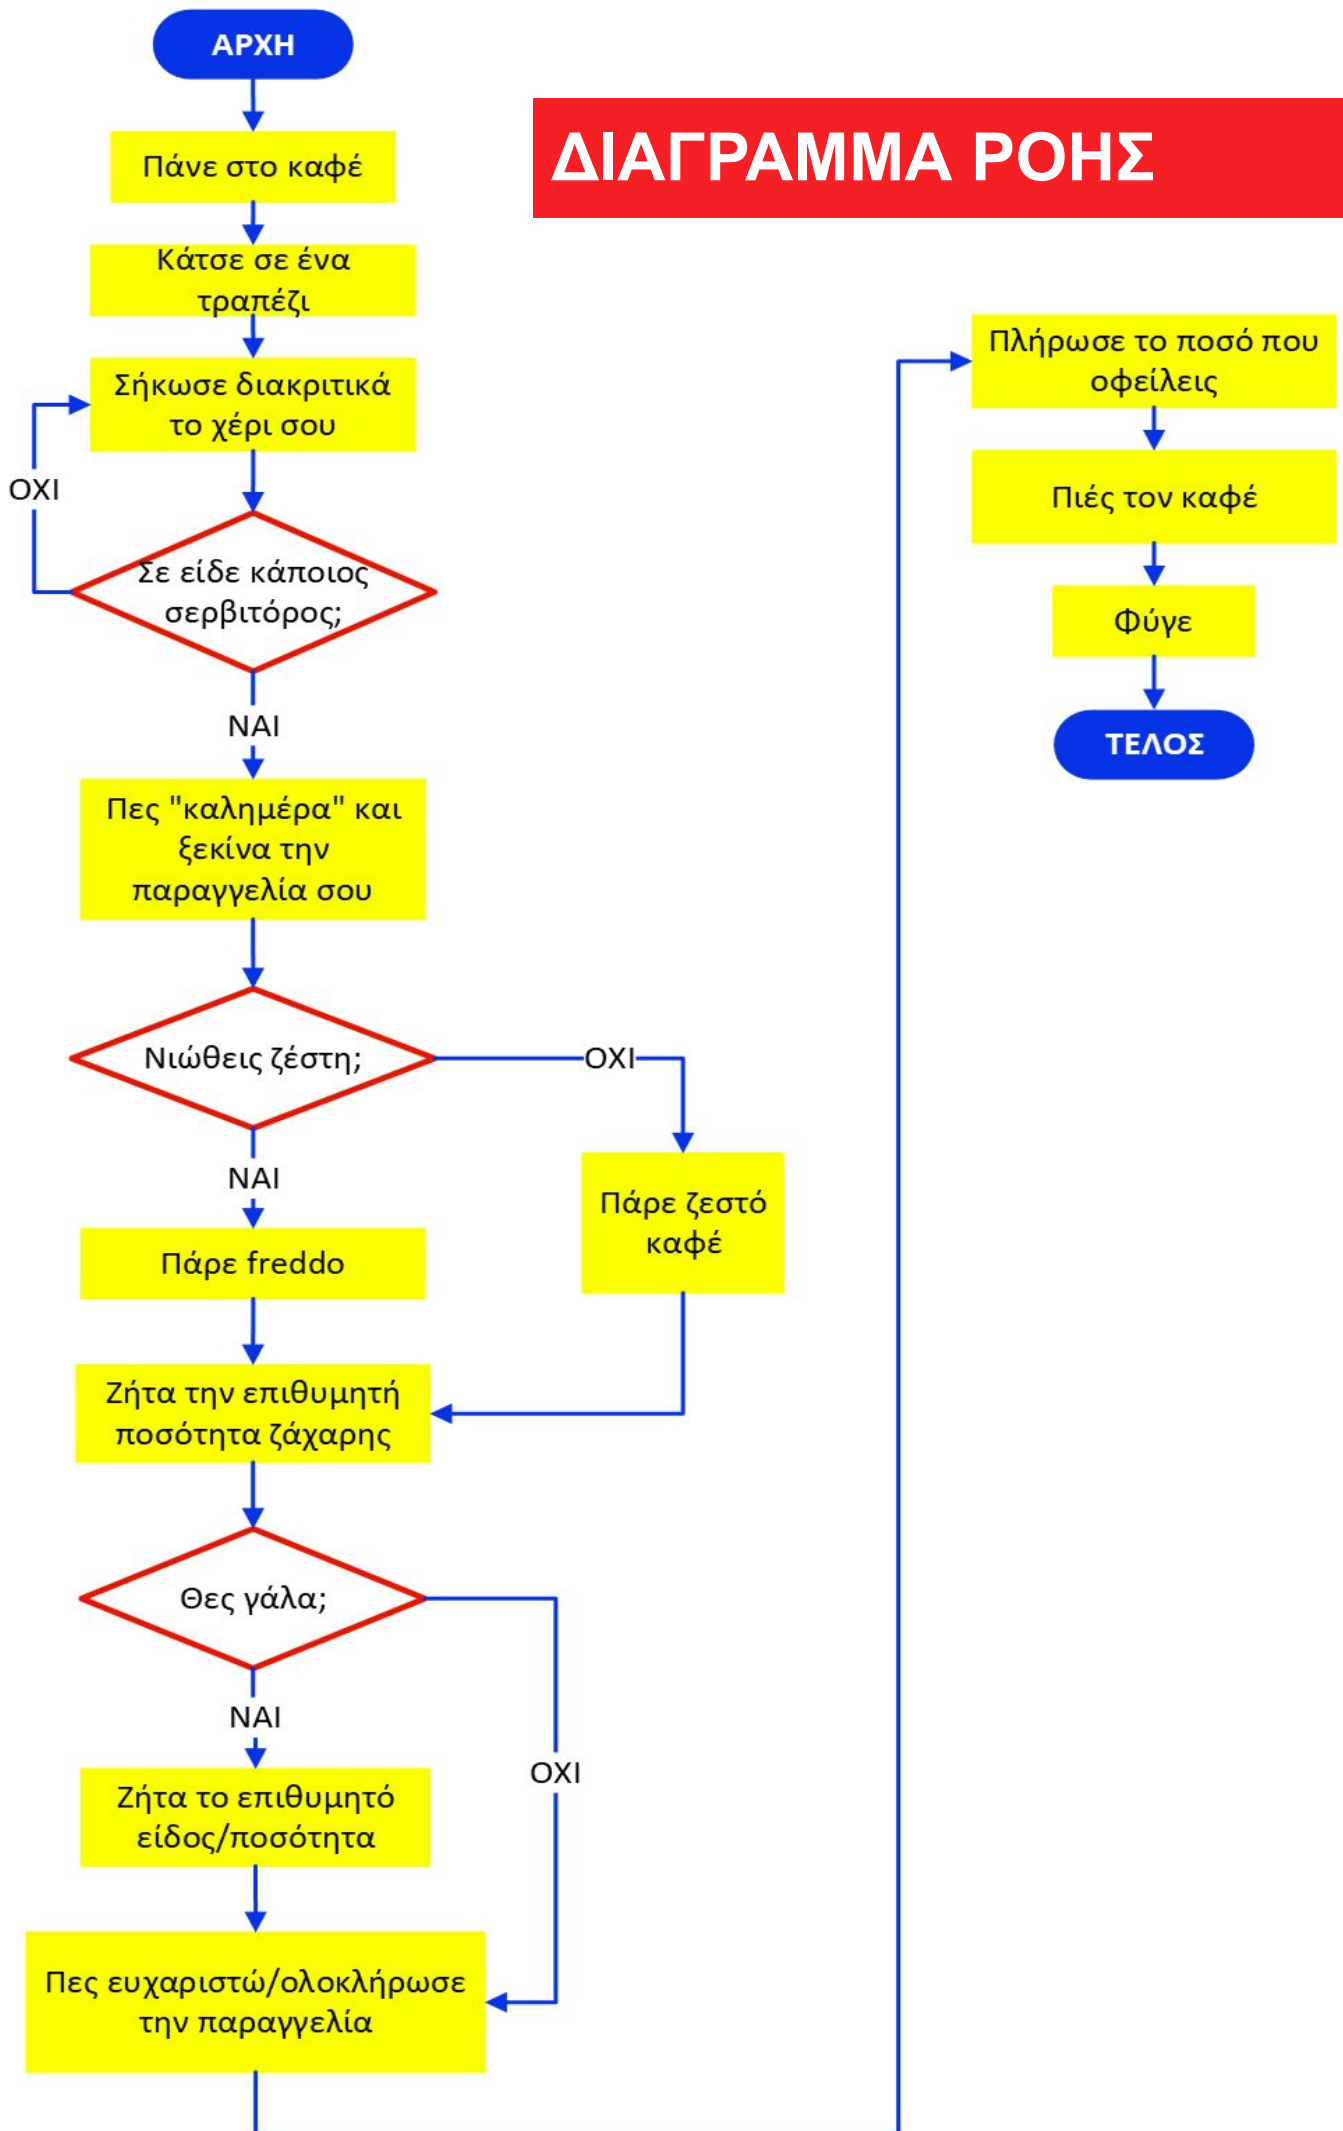 ΑΡΧΗ
ΔΙΑΓΡΑΜΜΑ ΡΟΗΣ
Πάνε στο καφέ
Κάτσε σε ένα
τραπέζι
Σήκωσε διακριτικά
το χέρι σου
ΟΧΙ
Σε είδε κάποιος
σερβιτόρος;
ΝΑΙ
Πες "καλημέρα" και
ξεκίνα την
παραγγελία σου
Νιώθεις ζέστη;
ΟΧΙ
ΝΑΙ
Πάρε ζεστό
καφέ
Πάρε freddo
Ζήτα την επιθυμητή
ποσότητα ζάχαρης
Θες γάλα;
ΝΑΙ
ΟΧΙ
Ζήτα το επιθυμητό
είδος/ποσότητα
Πες ευχαριστώ/ολοκλήρωσε
την παραγγελία
Πλήρωσε το ποσό που
οφείλεις
Πιές τον καφέ
Φύγε
ΤΕΛΟΣ